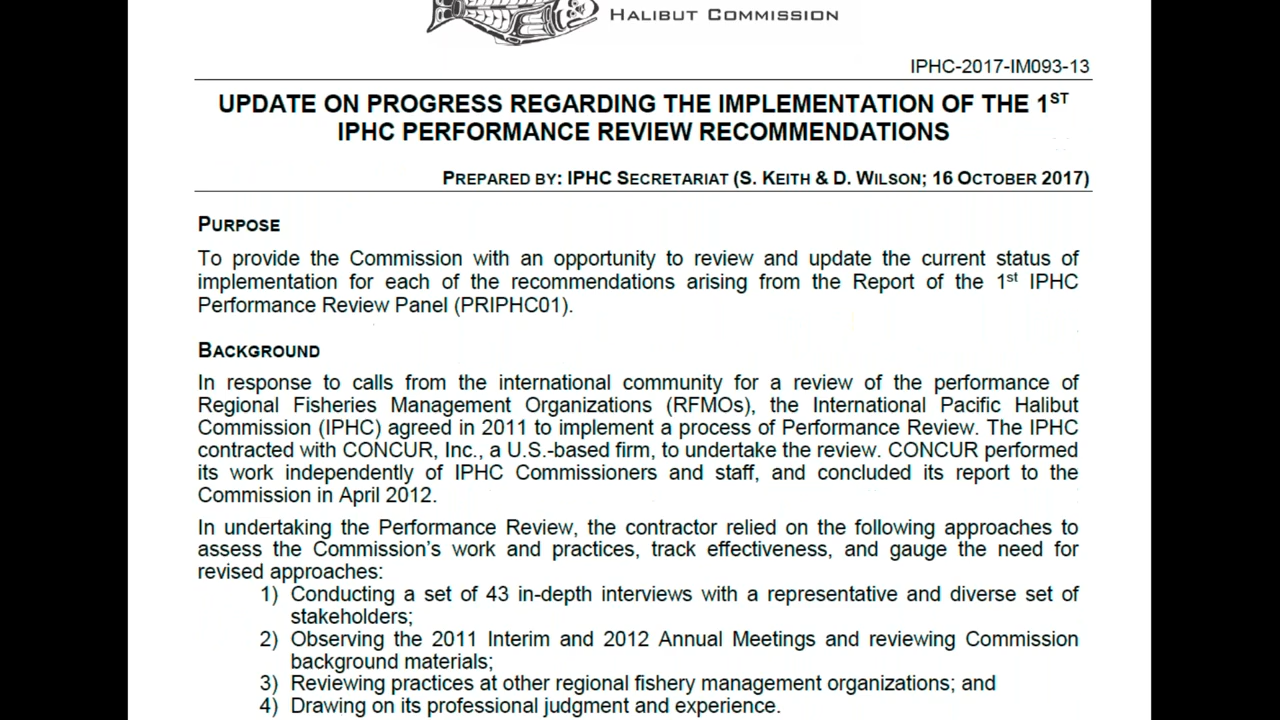 HALIBUT COMMISSION
IPHC-2017-IM093-13
UPDATE ON PROGRESS REGARDING THE IMPLEMENTATION OF THE 1ST
IPHC PERFORMANCE REVIEW RECOMMENDATIONS
PREPARED BY: IPHC SECRETARIAT (S. KEITH & D. WILSON; 16 OCTOBER 2017)
PURPOSE
To provide the Commission with an opportunity to review and update the current status of
implementation for each of the recommendations arising from the Report of the 1st IPHC
Performance Review Panel (PRIPHC01).
BACKGROUND
In response to calls from the international community for a review of the performance of
Regional Fisheries Management Organizations (RFMOs), the International Pacific Halibut
Commission (IPHC) agreed in 2011 to implement a process of Performance Review. The IPHC
contracted with CONCUR, Inc., a U.S.-based firm, to undertake the review. CONCUR performed
its work independently of IPHC Commissioners and staff, and concluded its report to the
Commission in April 2012.
In undertaking the Performance Review, the contractor relied on the following approaches to
assess the Commission's work and practices, track effectiveness, and gauge the need for
revised approaches:
1) Conducting a set of 43 in-depth interviews with a representative and diverse set of
stakeholders;
2) Observing the 2011 Interim and 2012 Annual Meetings and reviewing Commission
background materials;
3) Reviewing practices at other regional fishery management organizations; and
4) Drawing on its professional judgment and experience.